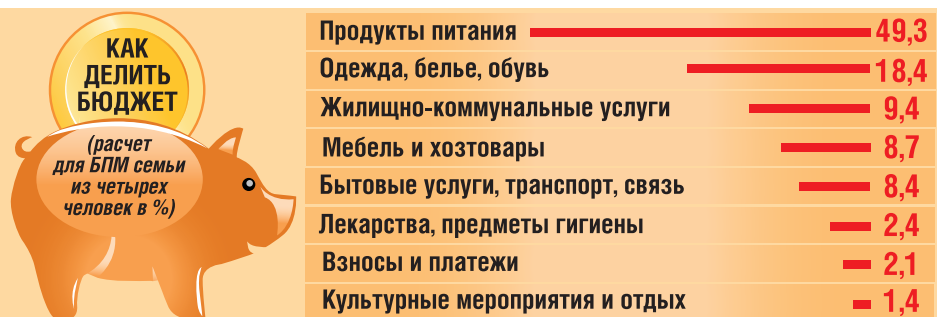 КАК
ДЕЛИТЬ
БЮДЖЕТ
(расчет
для БПМ семьи
из четырех
человек в %)
Продукты питания 49,3
Одежда, белье, обувь 18,4
Жилищно-коммунальные услуги 9,4
Мебель и хозтовары 8,7
Бытовые услуги, транспорт, связь 8,4
Лекарства, предметы гигиены 2,4
Взносы и платежи 2,1
Культурные мероприятия и отдых 1,4